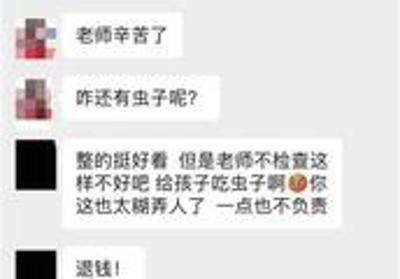 老师辛苦了
咋还有虫子呢?
整的挺好看 但是老师不检查这
样不好吧 给孩子吃虫子啊😡你
这也太糊弄人了 一点也不负责
退钱!